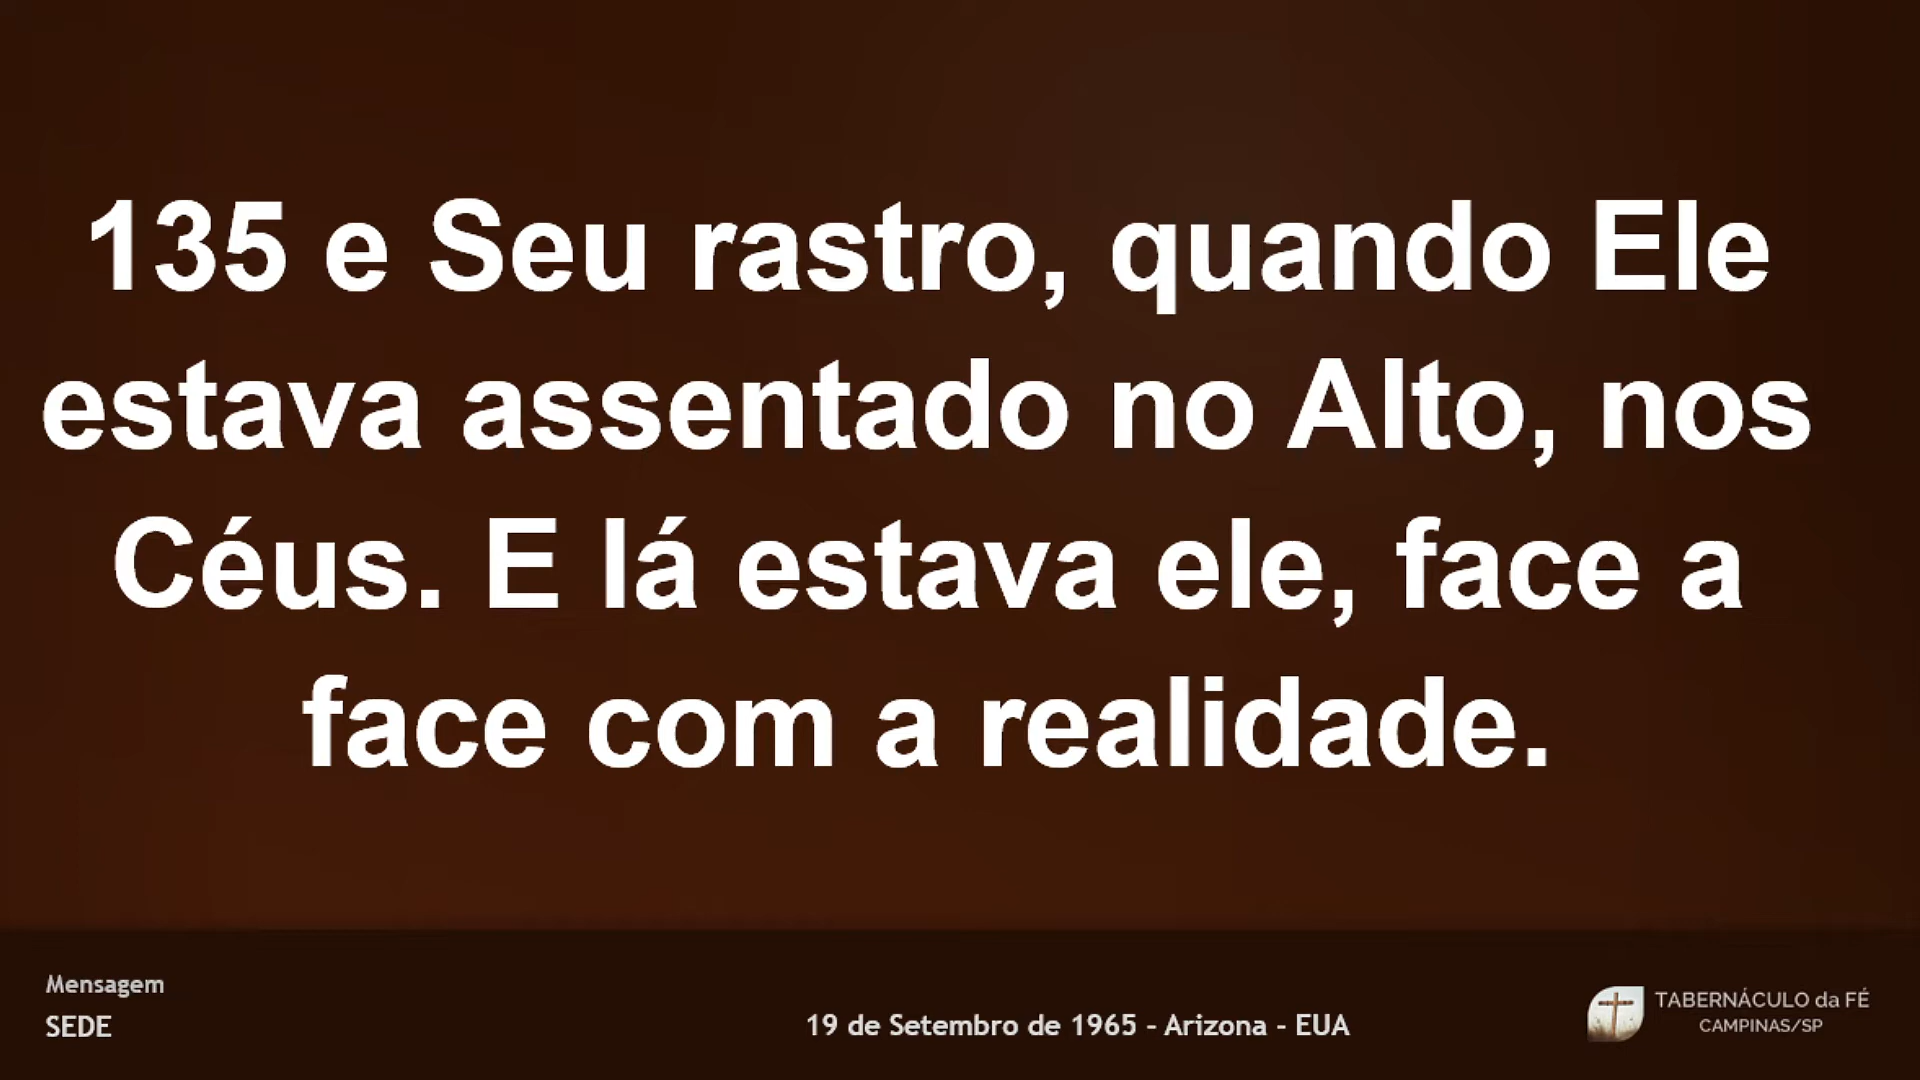 135 e Seu rastro, quando Ele
estava assentado no Alto, nos
Céus. E lá estava ele, face a
face com a realidade.
Mensagem
SEDE
19 de Setembro de 1965 - Arizona - EUA
TABERNÁCULO da FÉ
CAMPINAS/SP